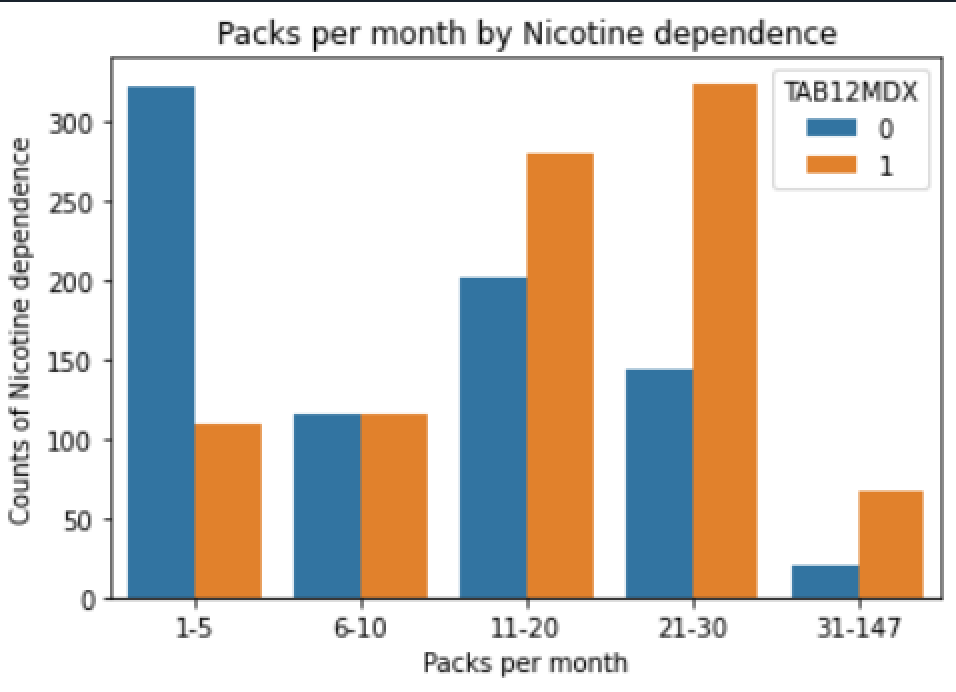 Packs per month by Nicotine dependence
TAB12MDX
0
1
Counts of Nicotine dependence
300
250
200
150
100
50
0
1-5 6-10 11-20 21-30 31-147
Packs per month